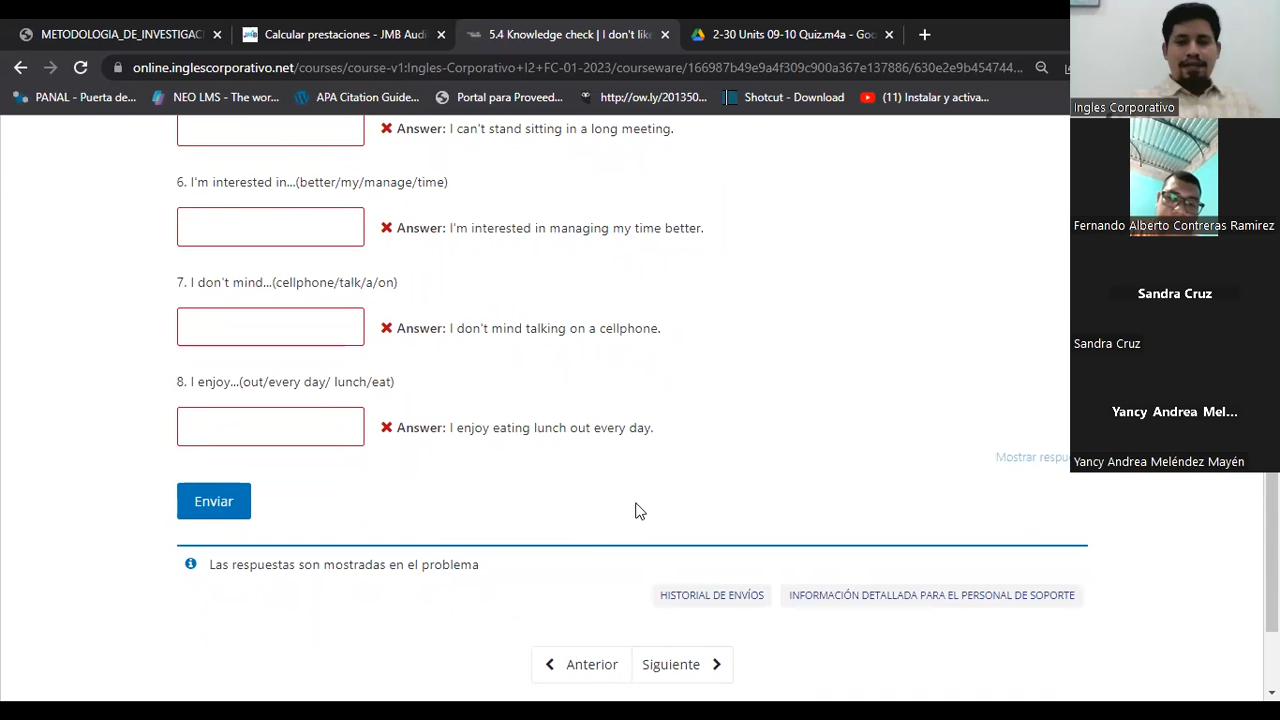 METODOLOGIA_DE_INVESTIGAC
Calcular prestaciones - JMB Audi
5.4 Knowledge check | I don't like
2-30 Units 09-10 Quiz.m4a - Goo
online.inglescorporativo.net/courses/course-v1:Ingles-Corporativo+I2+FC-01-2023/courseware/166987b49e9a4f309c900a367e137886/630e2e9b454744...
PANAL - Puerta de...
NEO LMS - The wor...
APA Citation Guide...
Portal para Proveed...
http://ow.ly/201350...
Shotcut - Download
(11) Instalar y activa...
Answer: I can't stand sitting in a long meeting.
6. I'm interested in...(better/my/manage/time)
Answer: I'm interested in managing my time better.
7. I don't mind...(cellphone/talk/a/on)
Answer: I don't mind talking on a cellphone.
8. I enjoy...(out/every day/ lunch/eat)
Answer: I enjoy eating lunch out every day.
Mostrar respu
Enviar
Las respuestas son mostradas en el problema
HISTORIAL DE ENVÍOS
INFORMACIÓN DETALLADA PARA EL PERSONAL DE SOPORTE
Anterior
Siguiente
Ingles Corporativo
Fernando Alberto Contreras Ramirez
Sandra Cruz
Sandra Cruz
Yancy Andrea Mel...
Yancy Andrea Meléndez Mayén